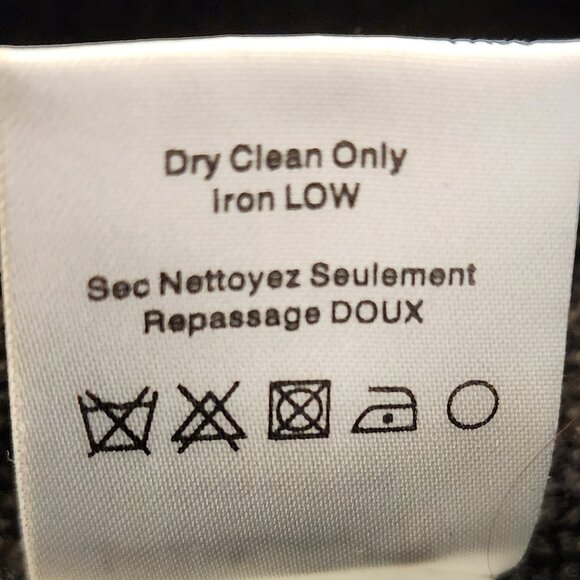 Dry Clean Only
Iron LOW
Sec Nettoyez Seulement
Repassage DOUX